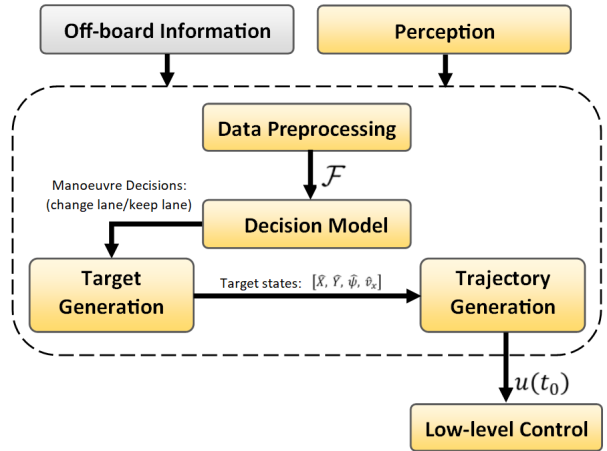 Off-board Information
Perception
Data Preprocessing
ℱ
Manoeuvre Decisions:
(change lane/keep lane)
Decision Model
Target
Generation
Target states: [X̂, Ŷ, ψ̂, v̂ₓ]
Trajectory
Generation
u(t₀)
Low-level Control